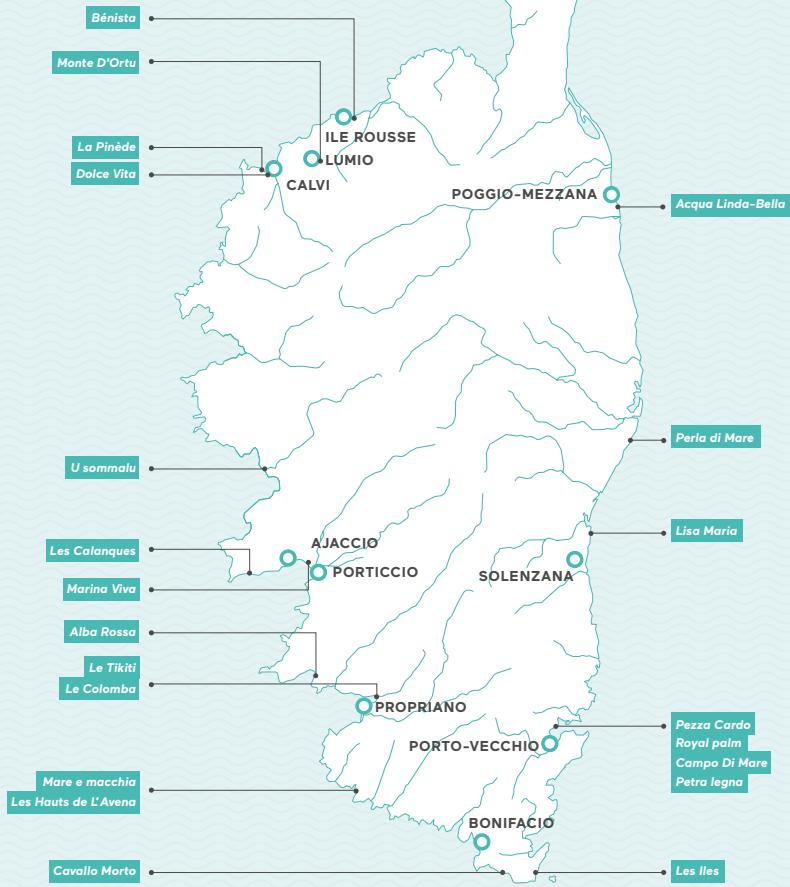 Bénista
Monte D'Ortu
ILE ROUSSE
La Pinède
LUMIO
Dolce Vita
CALVI
POGGIO-MEZZANA
Acqua Linda-Bella
Perla di Mare
U sommalu
Lisa Maria
AJACCIO
Les Calanques
PORTICCIO
SOLENZANA
Marina Viva
Alba Rossa
Le Tikiti
Le Colomba
PROPRIANO
Pezza Cardo
PORTO-VECCHIO
Royal palm
Campo Di Mare
Petra legna
Mare e macchia
Les Hauts de L'Avena
BONIFACIO
Cavallo Morto
Les Iles